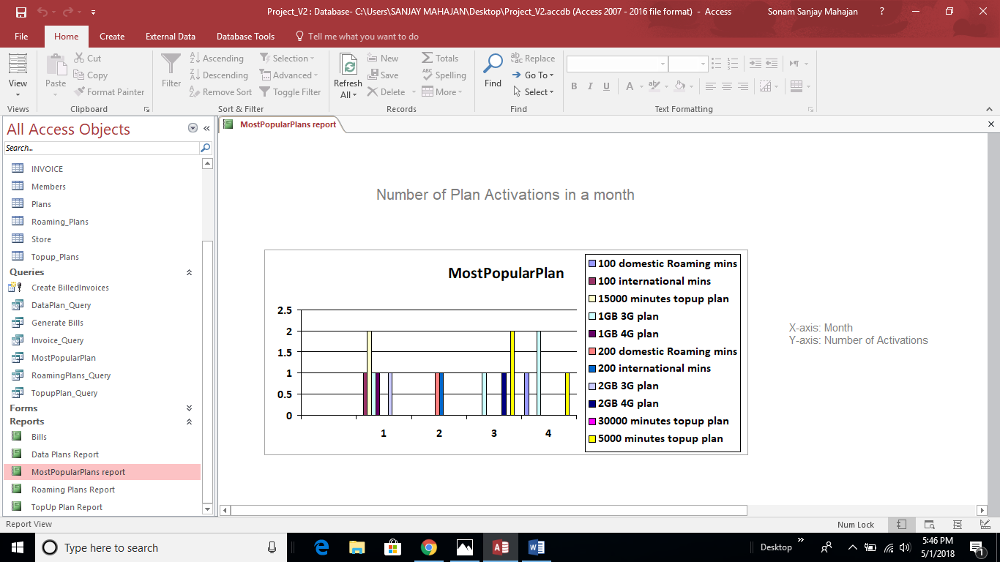 Project_V2 : Database- C:\Users\SANJAY MAHAJAN\Desktop\Project_V2.accdb (Access 2007 - 2016 file format) - Access
Sonam Sanjay Mahajan
?
File
Home
Create
External Data
Database Tools
Tell me what you want to do
View
Views
Paste
Cut
Copy
Format Painter
Clipboard
Filter
Ascending
Descending
Remove Sort
Selection
Advanced
Toggle Filter
Sort & Filter
Refresh
All
New
Save
Delete
Totals
Spelling
More
Records
Find
Replace
Go To
Select
Find
B I U A
Text Formatting
All Access Objects
Search...
INVOICE
Members
Plans
Roaming_Plans
Store
Topup_Plans
Queries
Create BilledInvoices
DataPlan_Query
Generate Bills
Invoice_Query
MostPopularPlan
RoamingPlans_Query
TopupPlan_Query
Forms
Reports
Bills
Data Plans Report
MostPopularPlans report
Roaming Plans Report
TopUp Plan Report
MostPopularPlans report
Number of Plan Activations in a month
MostPopularPlan
2.5
2
1.5
1
0.5
0
1 2 3 4
100 domestic Roaming mins
100 international mins
15000 minutes topup plan
1GB 3G plan
1GB 4G plan
200 domestic Roaming mins
200 international mins
2GB 3G plan
2GB 4G plan
30000 minutes topup plan
5000 minutes topup plan
X-axis: Month
Y-axis: Number of Activations
Report View
Num Lock
Type here to search
Desktop
5:46 PM
5/1/2018
1